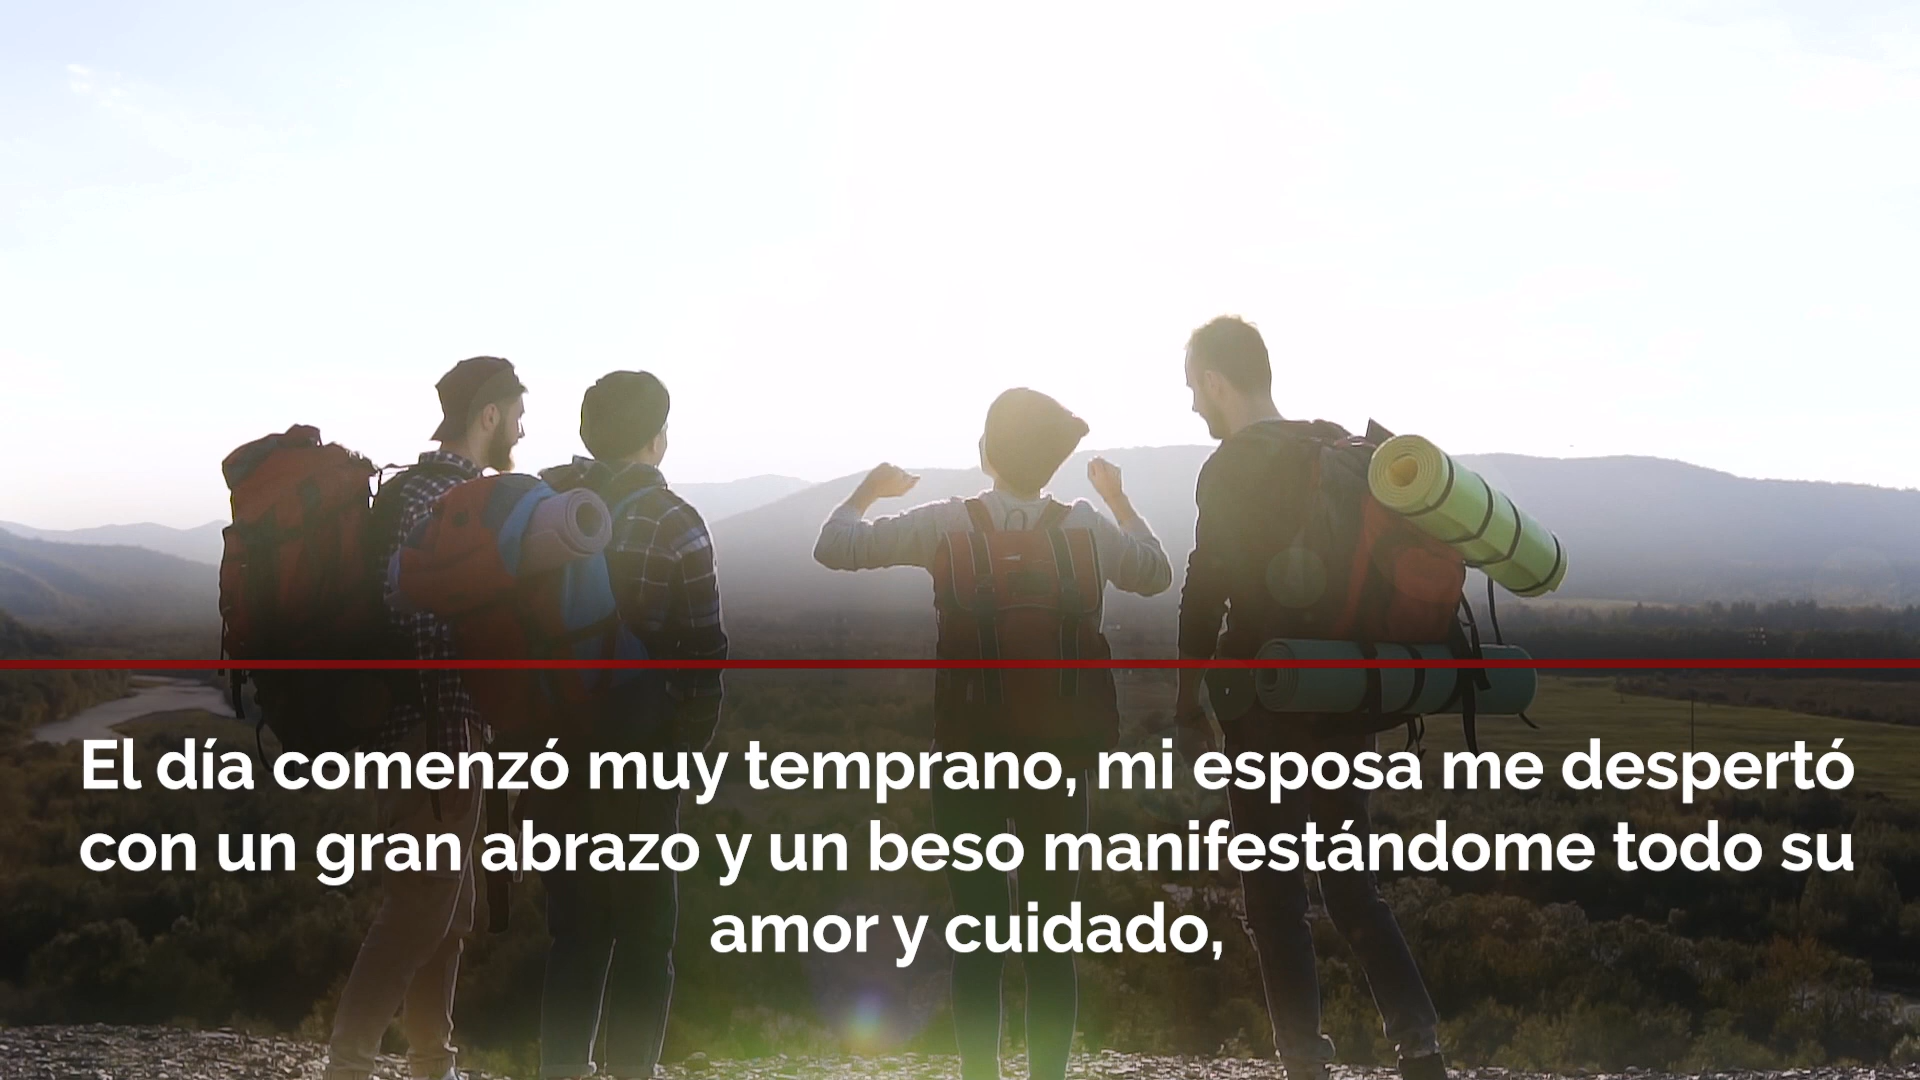 El día comenzó muy temprano, mi esposa me despertó
con un gran abrazo y un beso manifestándome todo su
amor y cuidado,